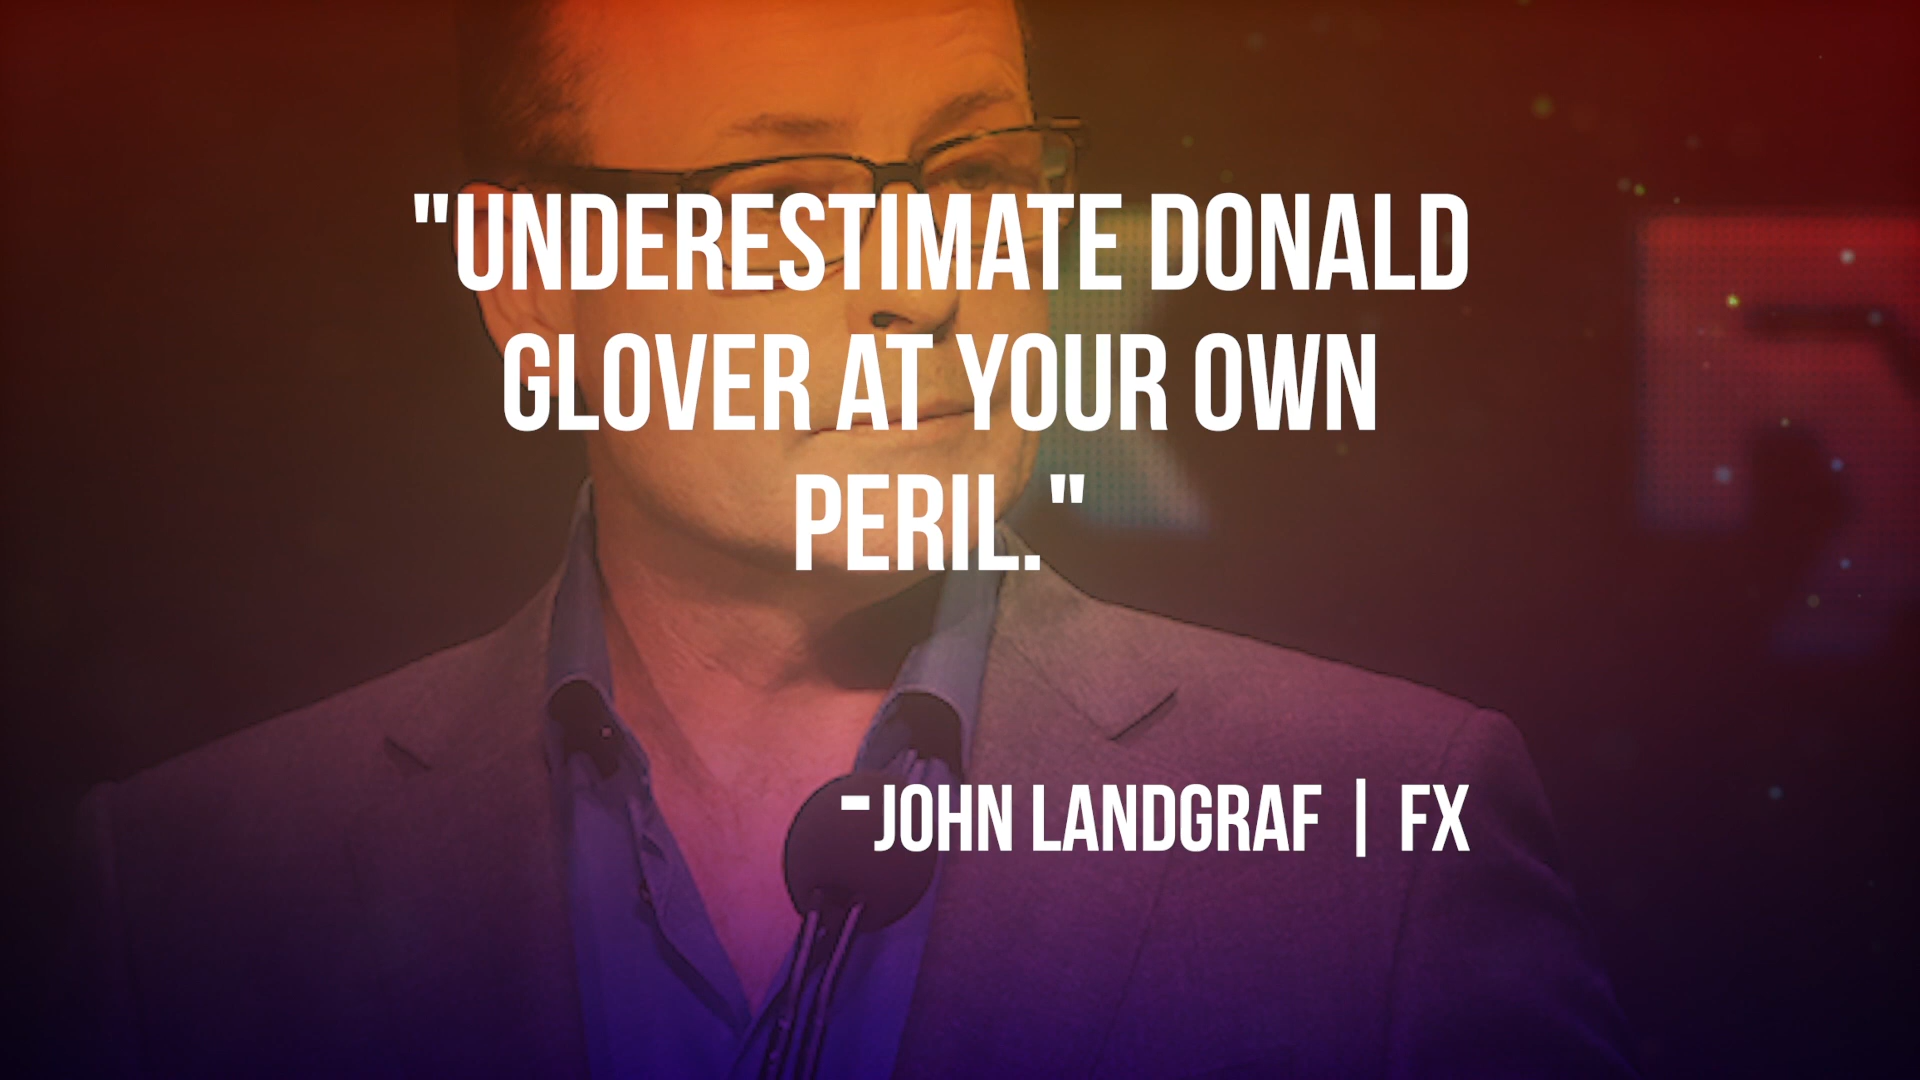 "UNDERESTIMATE DONALD
GLOVER AT YOUR OWN
PERIL."
-JOHN LANDGRAF | FX